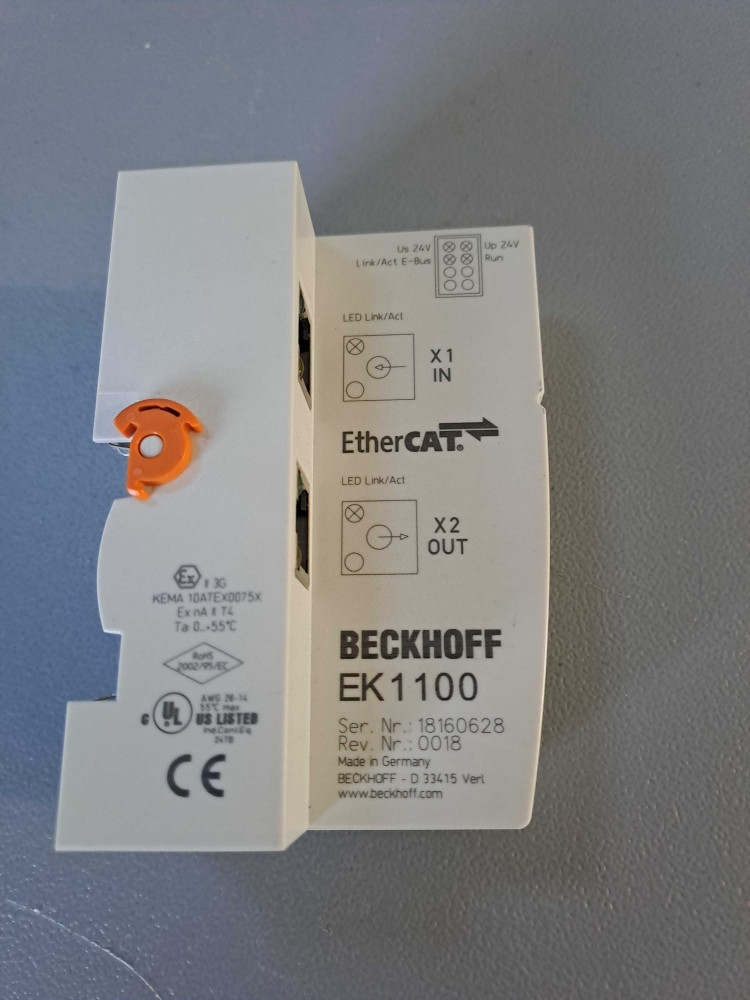 Us 24V Up 24V
Link/Act E-Bus Run
LED Link/Act
X1
IN
EtherCAT®
LED Link/Act
X2
OUT
BECKHOFF
EK1100
Ser. Nr.: 18160628
Rev. Nr.: 0018
Made in Germany
BECKHOFF - D 33415 Verl
www.beckhoff.com
Ex II 3G
KEMA 10ATEX0075X
Ex nA II T4
Ta: 0..+55°C
RoHS
2002/95/EC
AWG 28-14
55°C max
C UL US LISTED
Ind.Cont.Eq.
24TB
CE